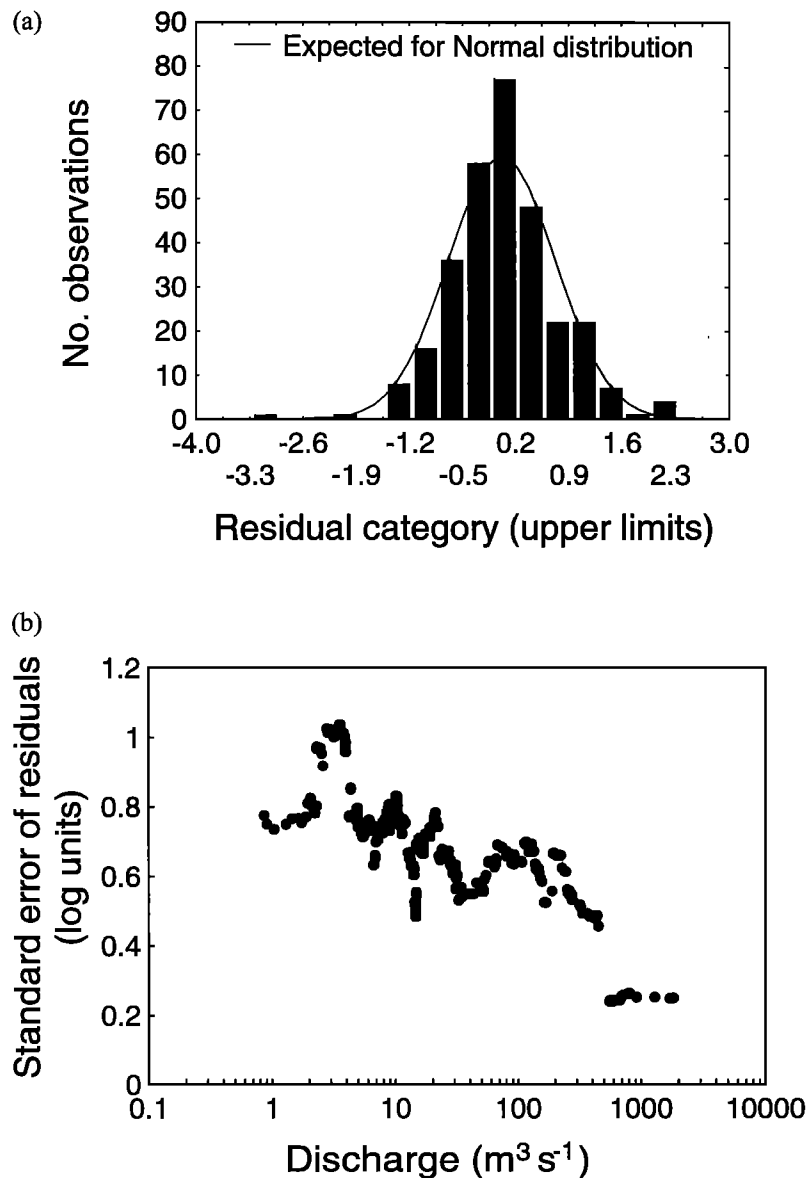 (a)
Expected for Normal distribution
No. observations
90
80
70
60
50
40
30
20
10
0
-4.0 -2.6 -1.2 0.2 1.6 3.0
-3.3 -1.9 -0.5 0.9 2.3
Residual category (upper limits)
(b)
Standard error of residuals
(log units)
1.2
1
0.8
0.6
0.4
0.2
0
0.1 1 10 100 1000 10000
Discharge (m³ s⁻¹)